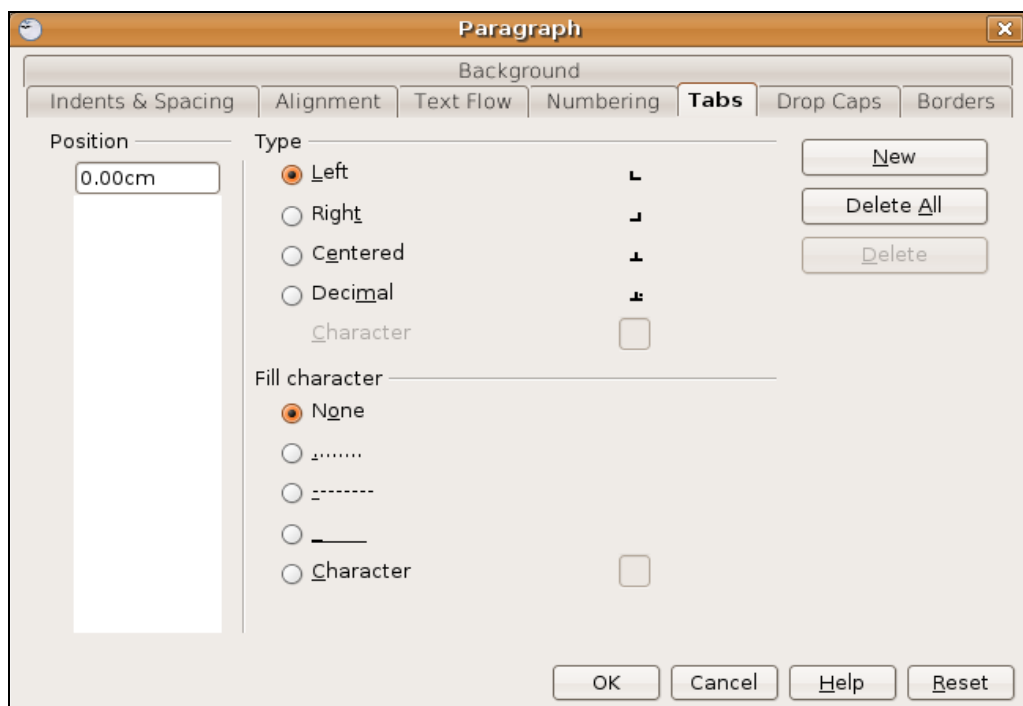 Paragraph
Background
Indents & Spacing Alignment Text Flow Numbering Tabs Drop Caps Borders
Position
0.00cm
Type
Left
Right
Centered
Decimal
Character
New
Delete All
Delete
Fill character
None
.......
--------
_____
Character
OK Cancel Help Reset